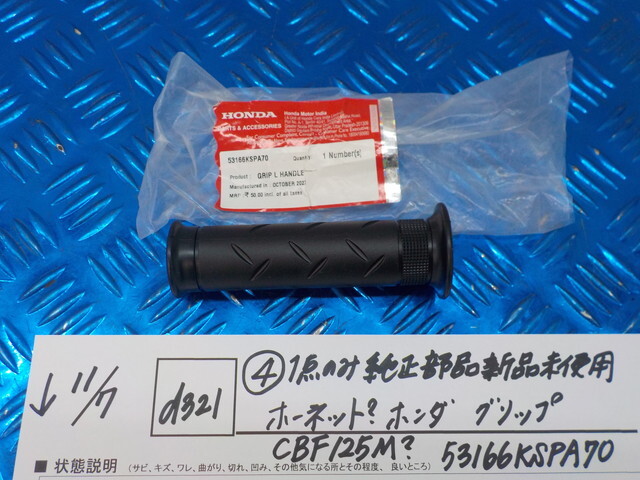 HONDA
PARTS & ACCESSORIES
Honda Motor India
53166KSPA70 Quantity 1 Number(s)
Product: GRIP L HANDLE
Manufactured in : OCTOBER
MRP: ₹ 50.00 Incl. of all taxes
↓ 11/7 d321 ④ 1点のみ 純正部品 新品未使用
ホーネット? ホンダ グリップ
CBF125M? 53166KSPA70
■ 状態説明 (サビ、キズ、ワレ、曲がり、切れ、凹み、その他気になる所とその程度、良いところ)